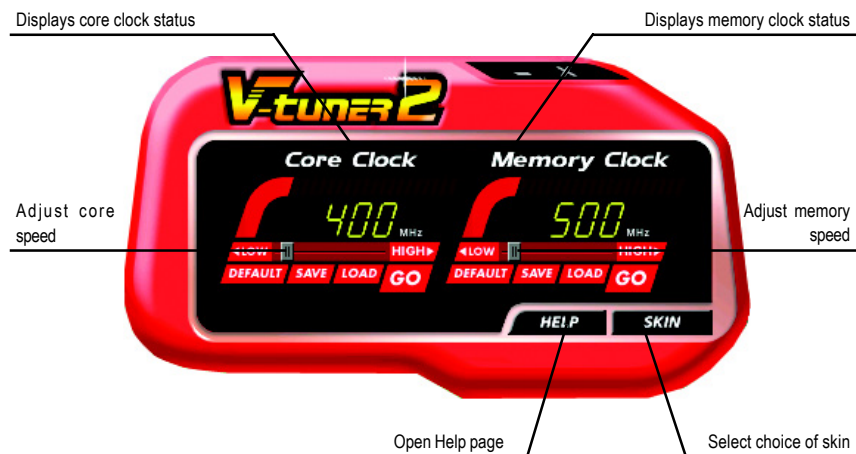 Displays core clock status
Displays memory clock status
V-tuner 2
Core Clock
Memory Clock
Adjust core speed
400 MHz
500 MHz
Adjust memory speed
◄LOW HIGH►
◄LOW HIGH►
DEFAULT SAVE LOAD GO
DEFAULT SAVE LOAD GO
HELP SKIN
Open Help page
Select choice of skin